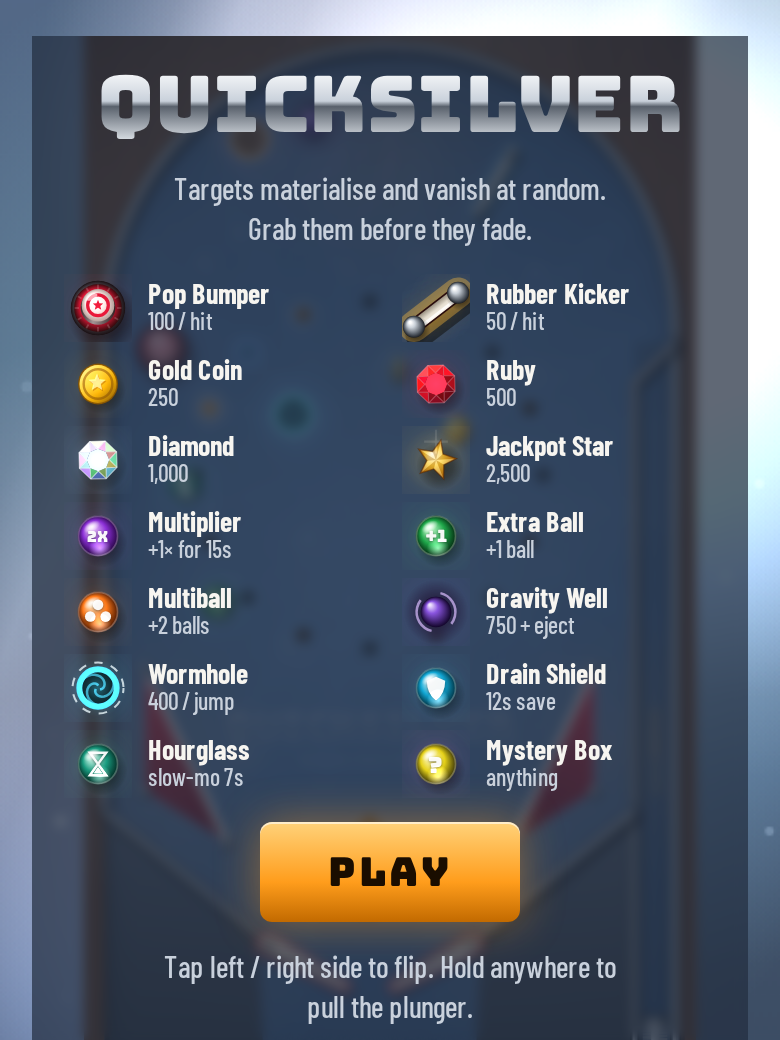 QUICKSILVER
Targets materialise and vanish at random.
Grab them before they fade.
Pop Bumper
100 / hit
Rubber Kicker
50 / hit
Gold Coin
250
Ruby
500
Diamond
1,000
Jackpot Star
2,500
2X
Multiplier
+1× for 15s
+1
Extra Ball
+1 ball
Multiball
+2 balls
Gravity Well
750 + eject
Wormhole
400 / jump
Drain Shield
12s save
Hourglass
slow-mo 7s
?
Mystery Box
anything
PLAY
Tap left / right side to flip. Hold anywhere to
pull the plunger.